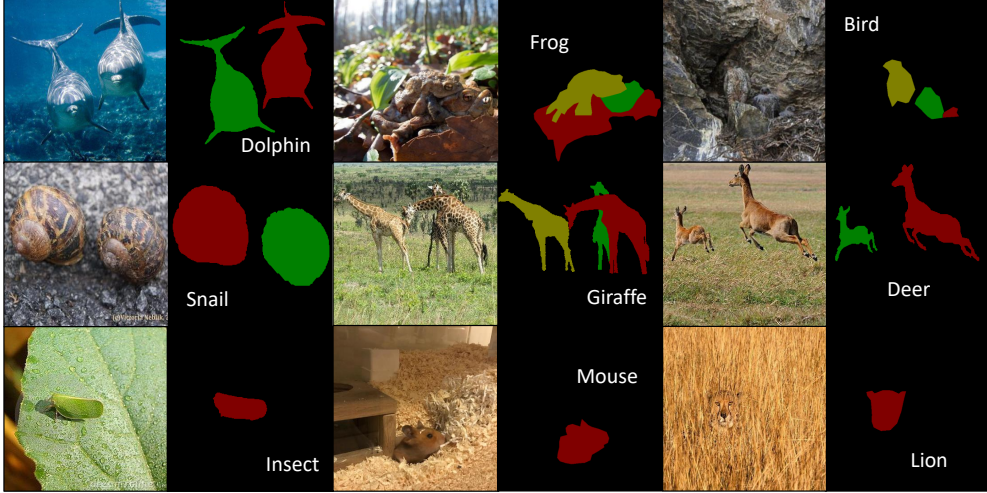 Dolphin
Frog
Bird
Snail
Giraffe
Deer
Insect
Mouse
Lion